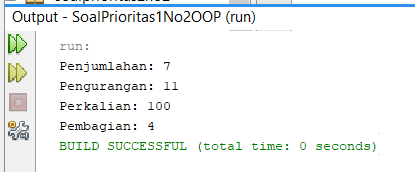 Output - SoalPrioritas1No2OOP (run)
run:
Penjumlahan: 7
Pengurangan: 11
Perkalian: 100
Pembagian: 4
BUILD SUCCESSFUL (total time: 0 seconds)